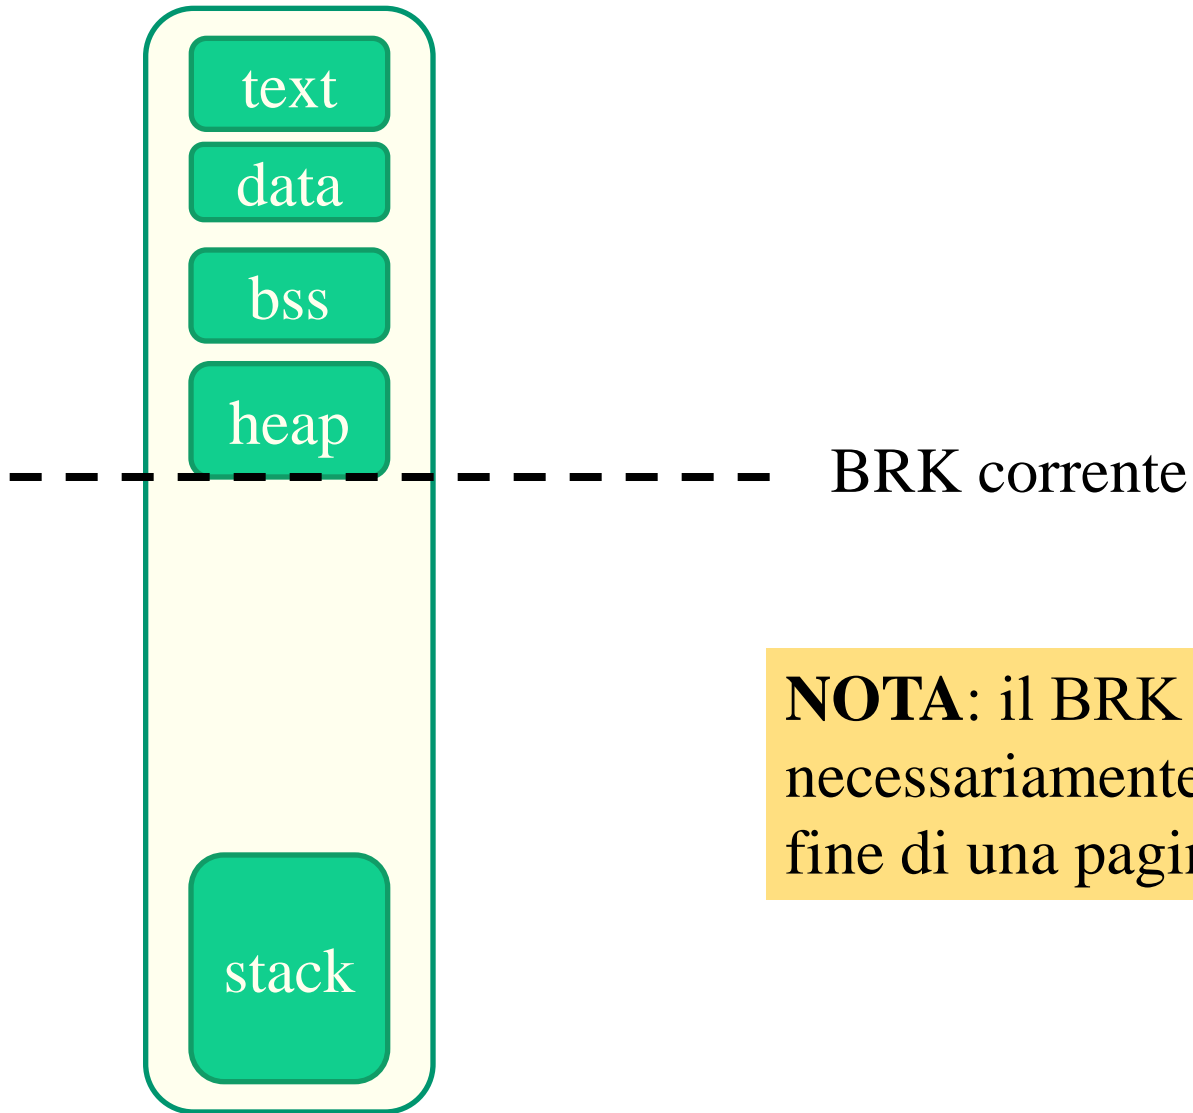 text
data
bss
heap
BRK corrente
NOTA: il BRK
necessariamente
fine di una
stack